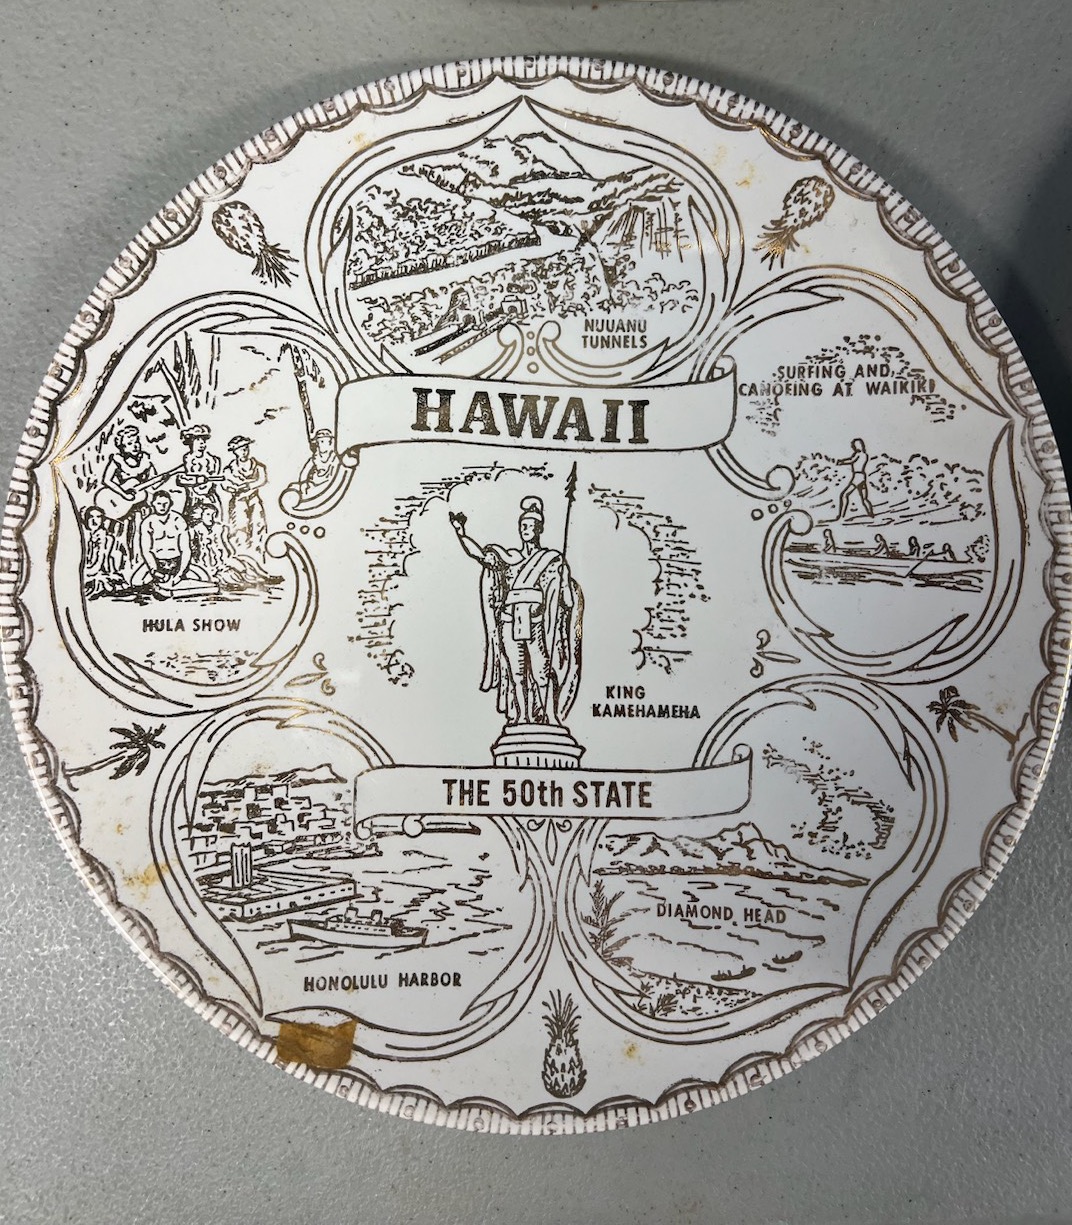 NUUANU
TUNNELS
HAWAII
SURFING AND
CANOEING AT WAIKIKI
HULA SHOW
KING
KAMEHAMEHA
THE 50th STATE
DIAMOND HEAD
HONOLULU HARBOR